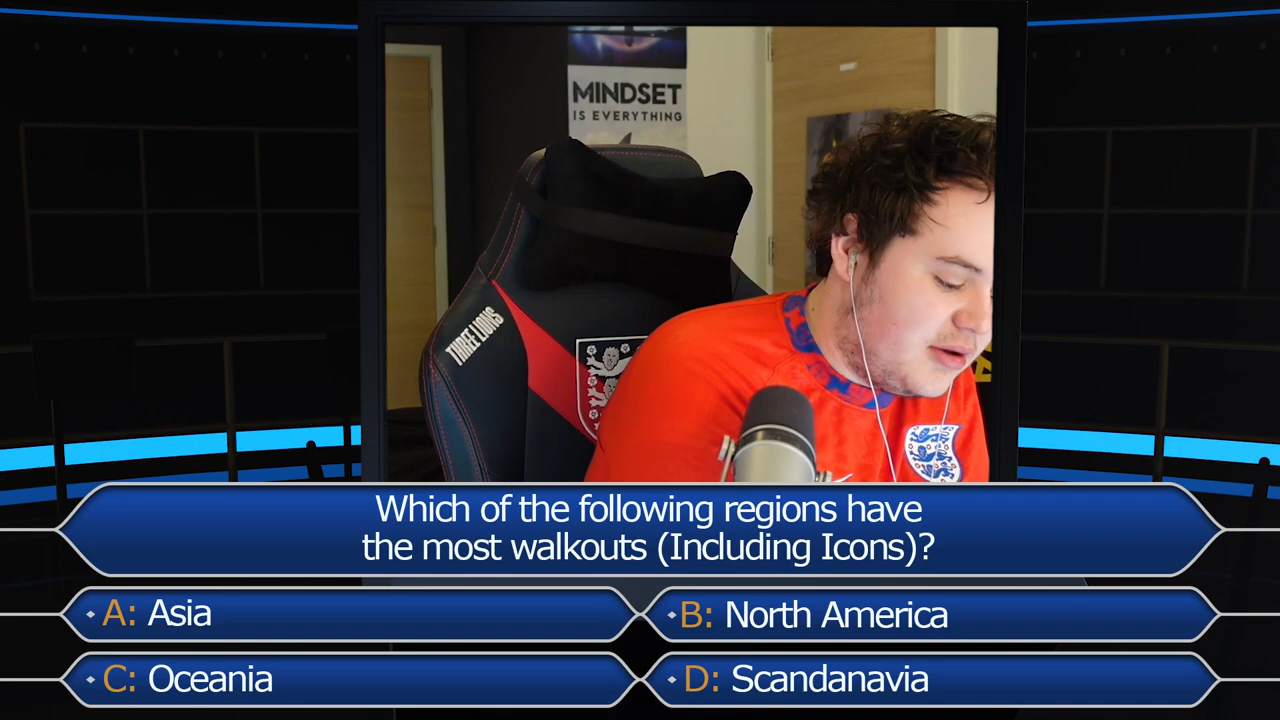 MINDSET
IS EVERYTHING
THREE LIONS
Which of the following regions have
the most walkouts (Including Icons)?
A: Asia
B: North America
C: Oceania
D: Scandanavia